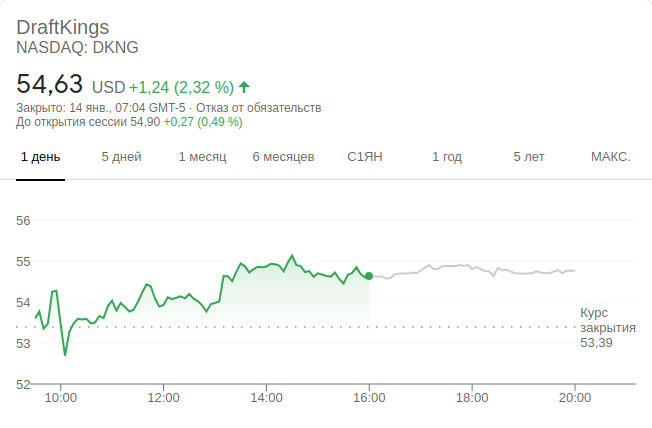 DraftKings
NASDAQ: DKNG
54,63 USD +1,24 (2,32 %)
Закрыто: 14 янв., 07:04 GMT-5 · Отказ от обязательств
До открытия сессии 54,90 +0,27 (0,49 %)
1 день 5 дней 1 месяц 6 месяцев С1ЯН 1 год 5 лет МАКС.
56
55
54
Курс
закрытия
53,39
53
52
10:00 12:00 14:00 16:00 18:00 20:00